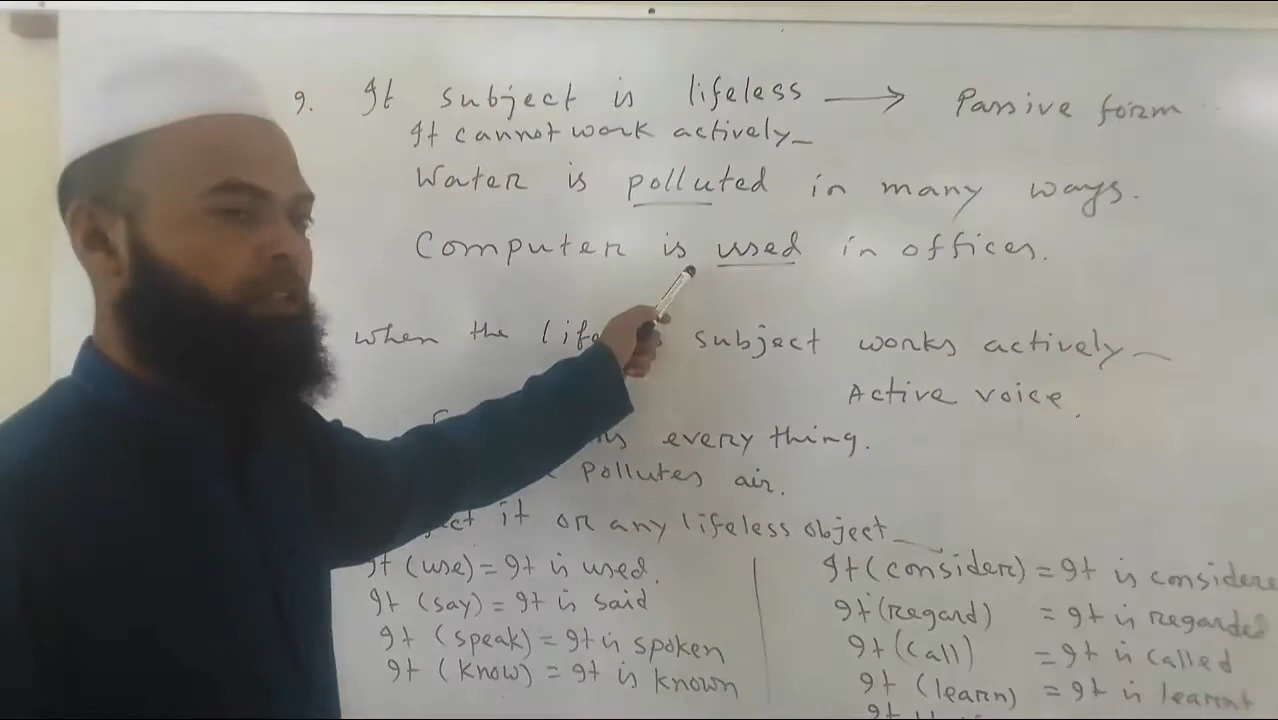 9. If subject is lifeless → Passive form
It cannot work actively_
Water is polluted in many ways.
Computer is used in offices.
when the life subject works actively_
Active voice.
every thing.
pollutes air.
it or any lifeless object_
It (use) = It is used.
It (say) = It is said
It (speak) = It is spoken
It (know) = It is known
It (consider) = It is considere
It (regard) = It is regarded
It (call) = It is called
It (learn) = It is learnt